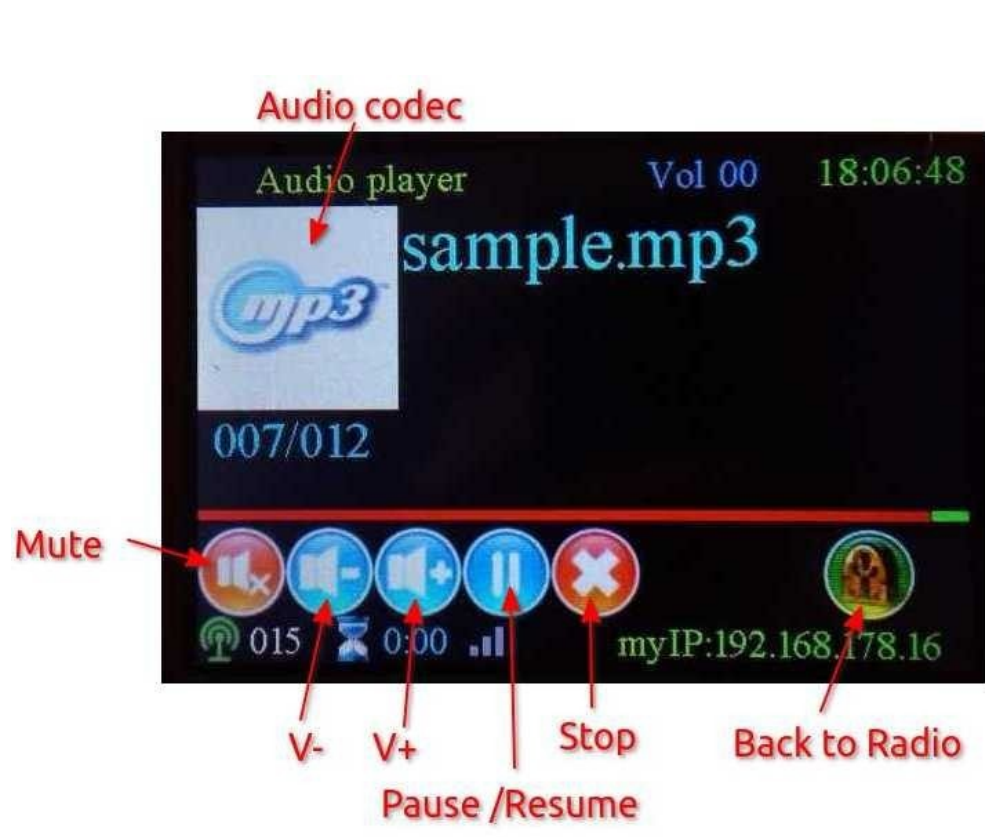 Audio codec
Audio player Vol 00 18:06:48
mp3 sample.mp3
007/012
Mute
015 0:00 myIP:192.168.178.16
V- V+ Stop Back to Radio
Pause /Resume